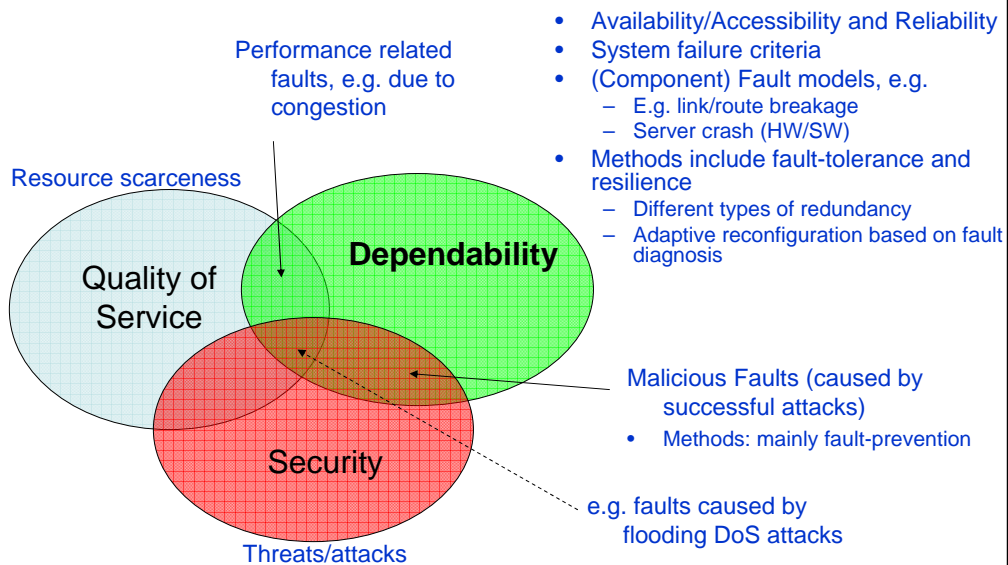 Performance related
faults, e.g. due to
congestion
Resource scarceness
Quality of
Service
Dependability
Security
Threats/attacks
• Availability/Accessibility and Reliability
• System failure criteria
• (Component) Fault models, e.g.
– E.g. link/route breakage
– Server crash (HW/SW)
• Methods include fault-tolerance and
resilience
– Different types of redundancy
– Adaptive reconfiguration based on fault
diagnosis
Malicious Faults (caused by
successful attacks)
• Methods: mainly fault-prevention
e.g. faults caused by
flooding DoS attacks